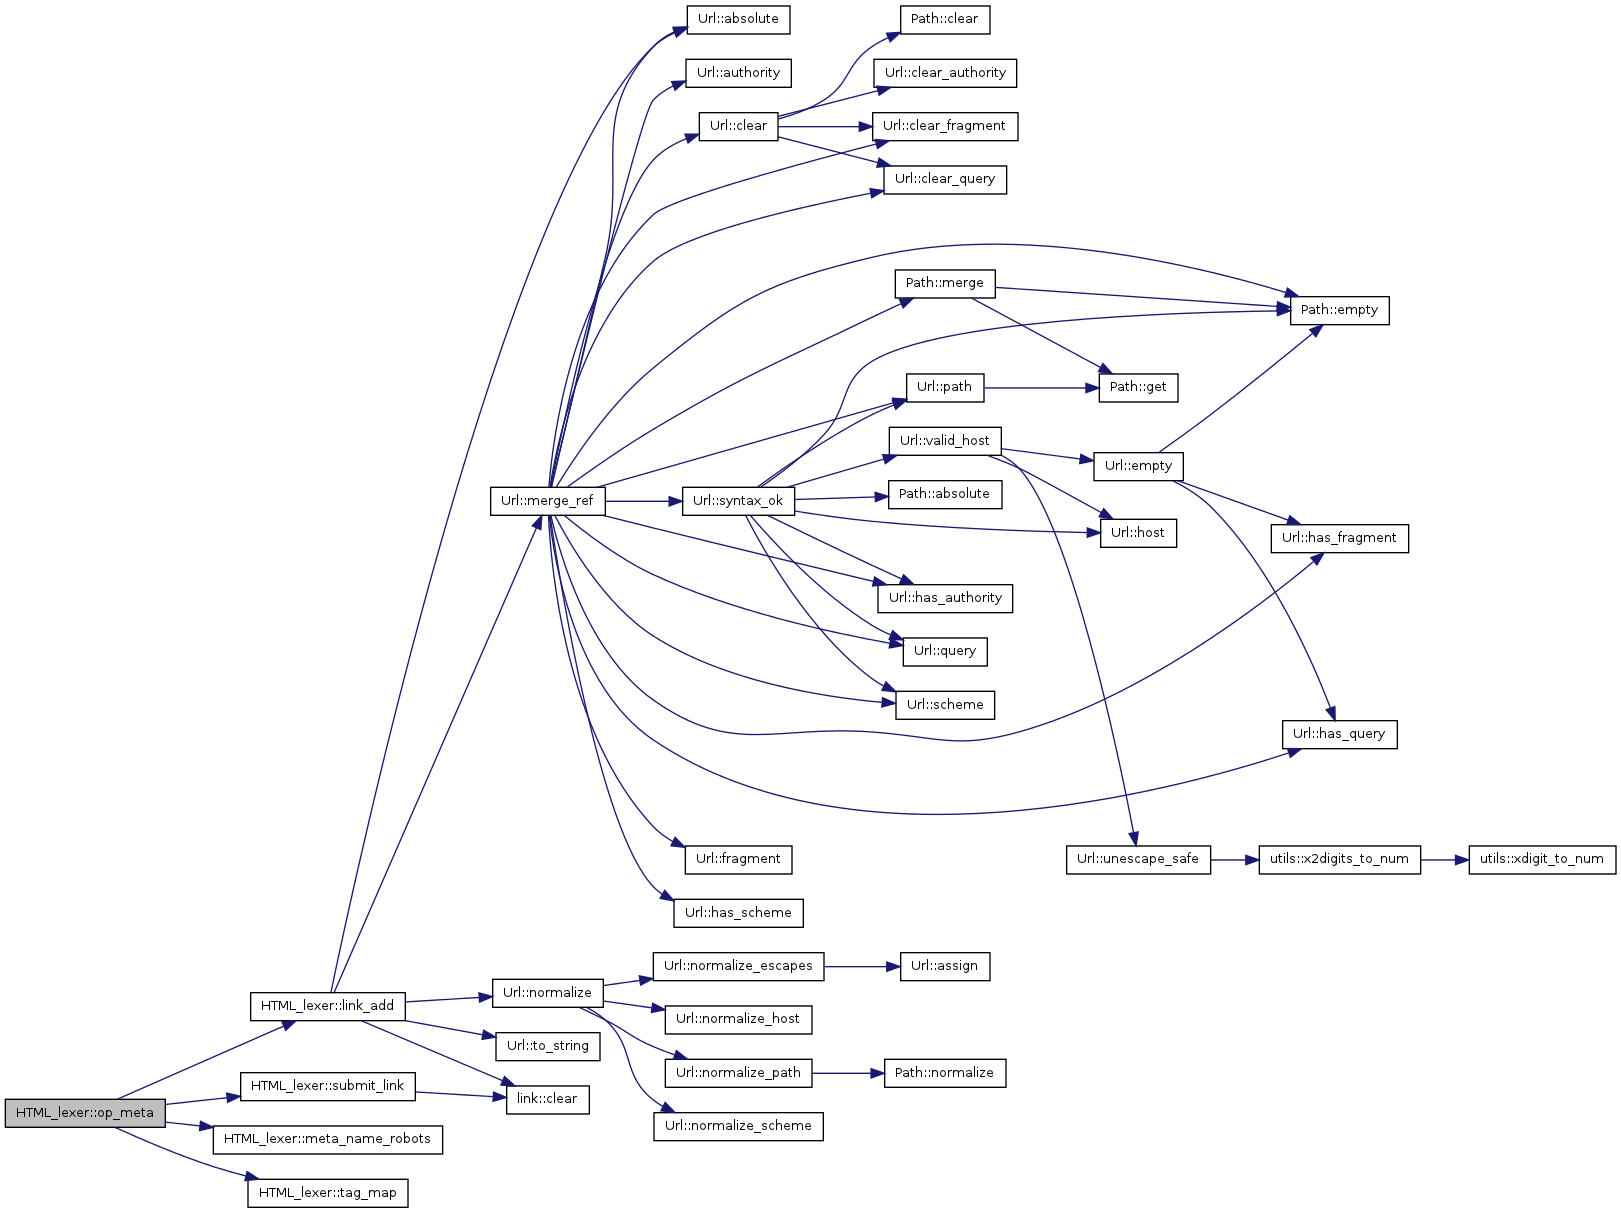 Url::absolute
Path::clear
Url::authority
Url::clear_authority
Url::clear
Url::clear_fragment
Url::clear_query
Path::merge
Path::empty
Url::path
Path::get
Url::valid_host
Url::empty
Url::merge_ref
Url::syntax_ok
Path::absolute
Url::host
Url::has_fragment
Url::has_authority
Url::query
Url::scheme
Url::has_query
Url::fragment
Url::unescape_safe
utils::x2digits_to_num
utils::xdigit_to_num
Url::has_scheme
Url::normalize_escapes
Url::assign
Url::normalize
HTML_lexer::link_add
Url::normalize_host
Url::to_string
Url::normalize_path
Path::normalize
HTML_lexer::submit_link
link::clear
HTML_lexer::op_meta
Url::normalize_scheme
HTML_lexer::meta_name_robots
HTML_lexer::tag_map